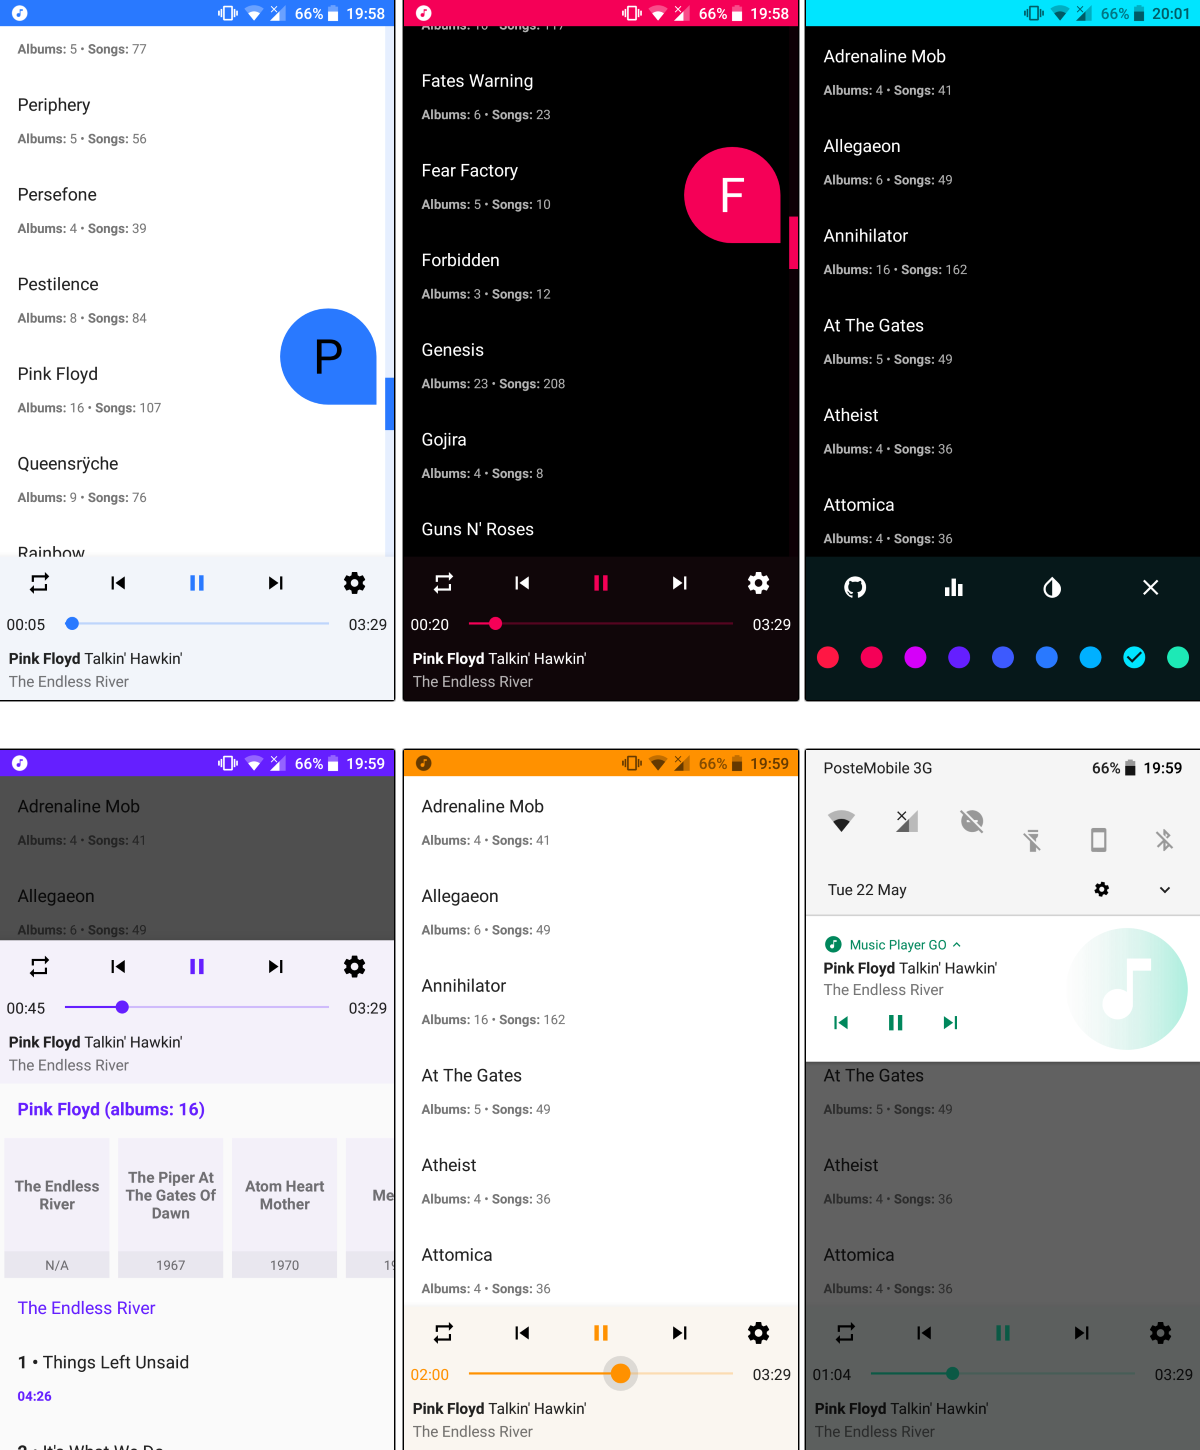 66% 19:58
Albums: 5 • Songs: 77
Periphery
Albums: 5 • Songs: 56
Persefone
Albums: 4 • Songs: 39
Pestilence
Albums: 8 • Songs: 84
P
Pink Floyd
Albums: 16 • Songs: 107
Queensrÿche
Albums: 9 • Songs: 76
Rainbow
00:05 03:29
Pink Floyd Talkin' Hawkin'
The Endless River
66% 19:58
Albums: 10 • Songs: 117
Fates Warning
Albums: 6 • Songs: 23
Fear Factory
F
Albums: 5 • Songs: 10
Forbidden
Albums: 3 • Songs: 12
Genesis
Albums: 23 • Songs: 208
Gojira
Albums: 4 • Songs: 8
Guns N' Roses
00:20 03:29
Pink Floyd Talkin' Hawkin'
The Endless River
66% 20:01
Adrenaline Mob
Albums: 4 • Songs: 41
Allegaeon
Albums: 6 • Songs: 49
Annihilator
Albums: 16 • Songs: 162
At The Gates
Albums: 5 • Songs: 49
Atheist
Albums: 4 • Songs: 36
Attomica
Albums: 4 • Songs: 36
66% 19:59
Adrenaline Mob
Albums: 4 • Songs: 41
Allegaeon
Albums: 6 • Songs: 49
00:45 03:29
Pink Floyd Talkin' Hawkin'
The Endless River
Pink Floyd (albums: 16)
The Endless
River
N/A
The Piper At
The Gates Of
Dawn
1967
Atom Heart
Mother
1970
Me
19
The Endless River
1 • Things Left Unsaid
04:26
2 • It's What We Do
66% 19:59
Adrenaline Mob
Albums: 4 • Songs: 41
Allegaeon
Albums: 6 • Songs: 49
Annihilator
Albums: 16 • Songs: 162
At The Gates
Albums: 5 • Songs: 49
Atheist
Albums: 4 • Songs: 36
Attomica
Albums: 4 • Songs: 36
02:00 03:29
Pink Floyd Talkin' Hawkin'
The Endless River
PosteMobile 3G 66% 19:59
Tue 22 May
Music Player GO
Pink Floyd Talkin' Hawkin'
The Endless River
At The Gates
Albums: 5 • Songs: 49
Atheist
Albums: 4 • Songs: 36
Attomica
Albums: 4 • Songs: 36
01:04 03:29
Pink Floyd Talkin' Hawkin'
The Endless River